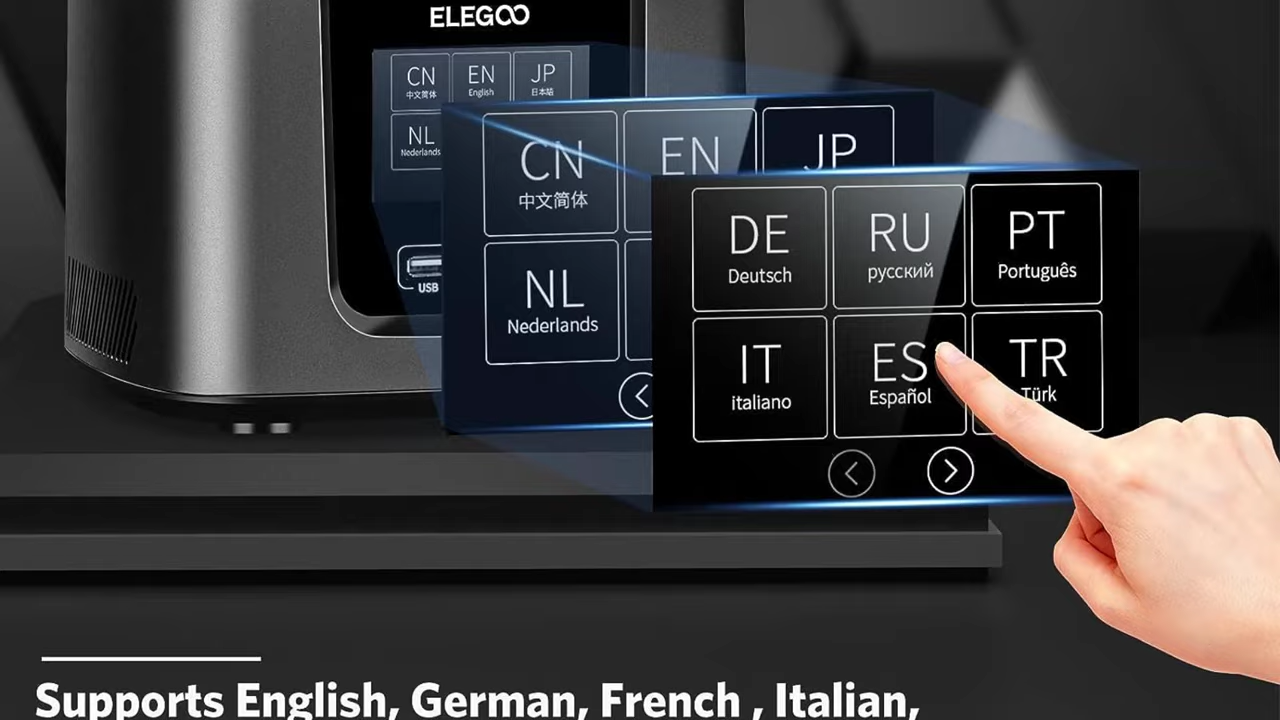 ELEGOO
CN EN JP
中文简体 English 日本語
NL
Nederlands
USB
CN EN JP
中文简体
NL
Nederlands
<
DE RU PT
Deutsch русский Português
IT ES TR
italiano Español Türk
< >
Supports English, German, French , Italian,